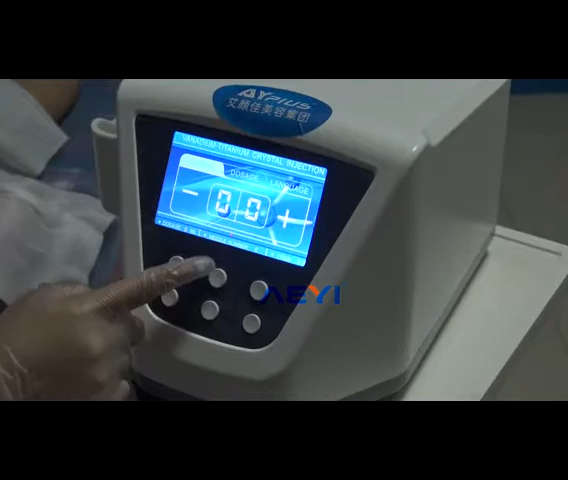 AYPLUS
艾颜佳美容集团
VANADIUM-TITANIUM CRYSTAL INJECTION
DOSAGE LANGUAGE
- 00 +
AEYI